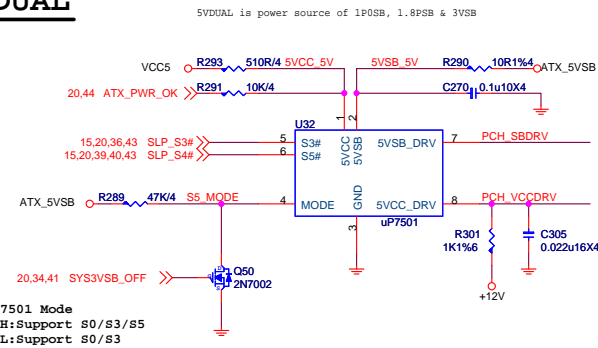 DUAL
5VDUAL is power source of 1P0SB, 1.8PSB & 3VSB
VCC5 R293 510R/4 5VCC_5V 5VSB_5V R290 10R1%4 ATX_5VSB
20,44 ATX_PWR_OK R291 10K/4 C270 0.1u10X4
U32 1 2
15,20,36,43 SLP_S3# 5 S3# 5VCC 5VSB 5VSB_DRV 7 PCH_SBDRV
15,20,39,40,43 SLP_S4# 6 S5#
ATX_5VSB R289 47K/4 S5_MODE 4 MODE GND 5VCC_DRV 8 PCH_VCCDRV
3 uP7501
R301 1K1%6 C305 0.022u16X4
20,34,41 SYS3VSB_OFF Q50 2N7002
+12V
7501 Mode
H:Support S0/S3/S5
L:Support S0/S3